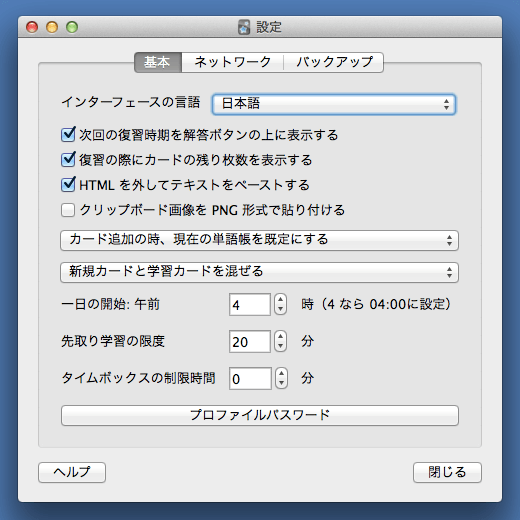 設定
基本 ネットワーク バックアップ
インターフェースの言語 日本語
次回の復習時期を解答ボタンの上に表示する
復習の際にカードの残り枚数を表示する
HTML を外してテキストをペーストする
クリップボード画像を PNG 形式で貼り付ける
カード追加の時、現在の単語帳を既定にする
新規カードと学習カードを混ぜる
一日の開始: 午前 4 時（4 なら 04:00に設定）
先取り学習の限度 20 分
タイムボックスの制限時間 0 分
プロファイルパスワード
ヘルプ 閉じる